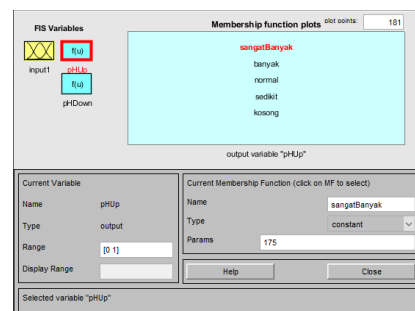 FIS Variables
Membership function plots
plot points:
181
f(u)
input1
pHUp
f(u)
pHDown
sangatBanyak
banyak
normal
sedikit
kosong
output variable "pHUp"
Current Variable
Name pHUp
Type output
Range [0 1]
Display Range
Current Membership Function (click on MF to select)
Name sangatBanyak
Type constant
Params 175
Help Close
Selected variable "pHUp"